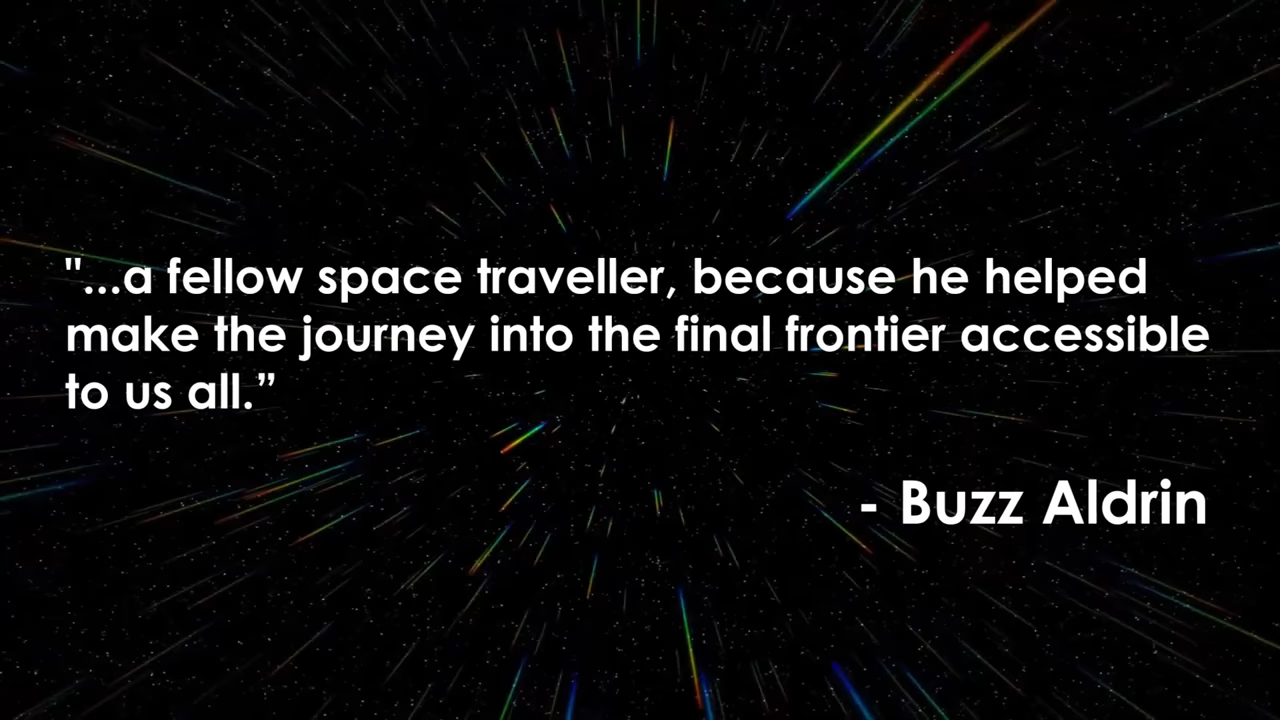 "...a fellow space traveller, because he helped
make the journey into the final frontier accessible
to us all.”
- Buzz Aldrin